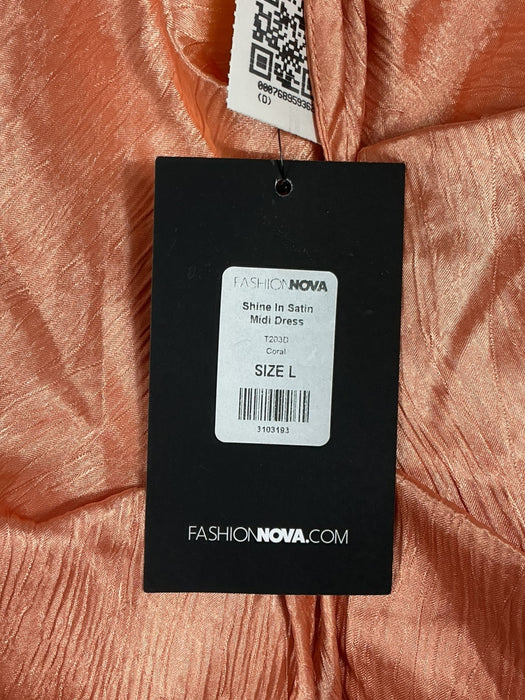 (D)
FASHIONNOVA
Shine In Satin
Midi Dress
T203D
Coral
SIZE L
3103193
FASHIONNOVA.COM